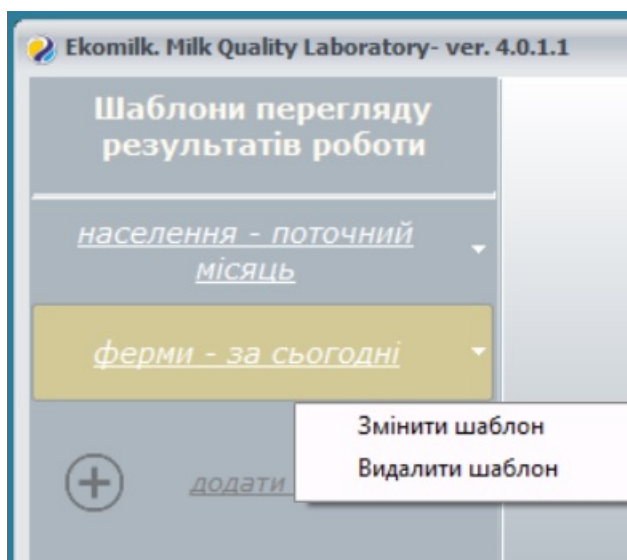 Ekomilk. Milk Quality Laboratory- ver. 4.0.1.1
Шаблони перегляду
результатів роботи
населення - поточний
місяць
ферми - за сьогодні
Змінити шаблон
Видалити шаблон
додати